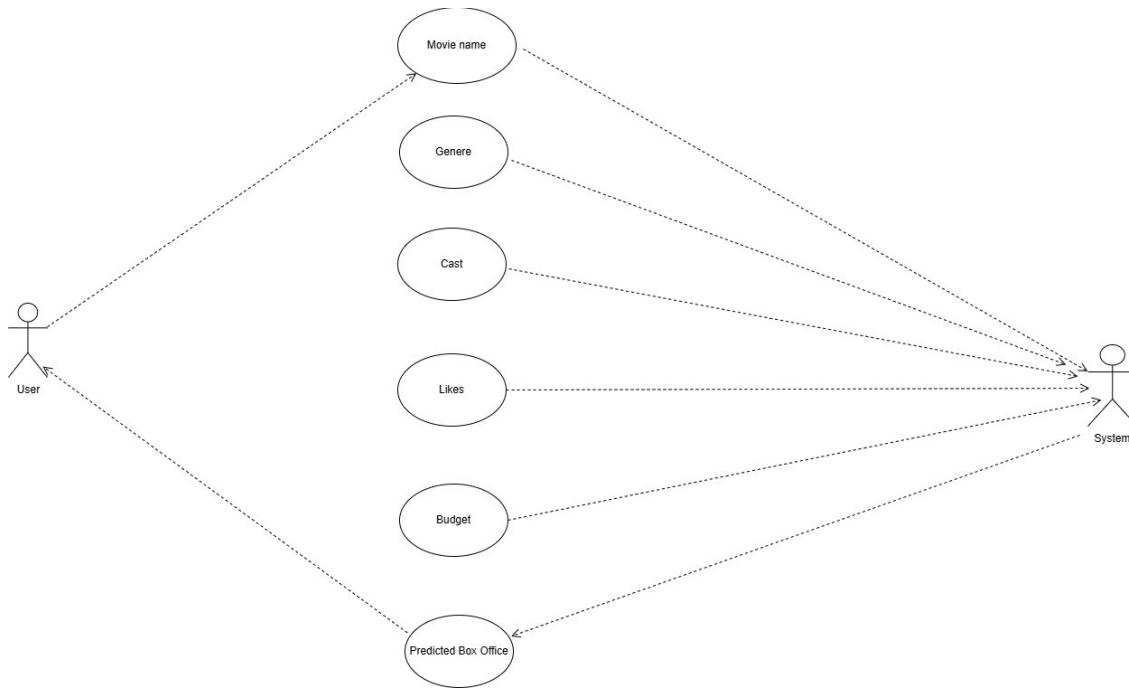 Movie name
Genere
Cast
User
Likes
System
Budget
Predicted Box Office